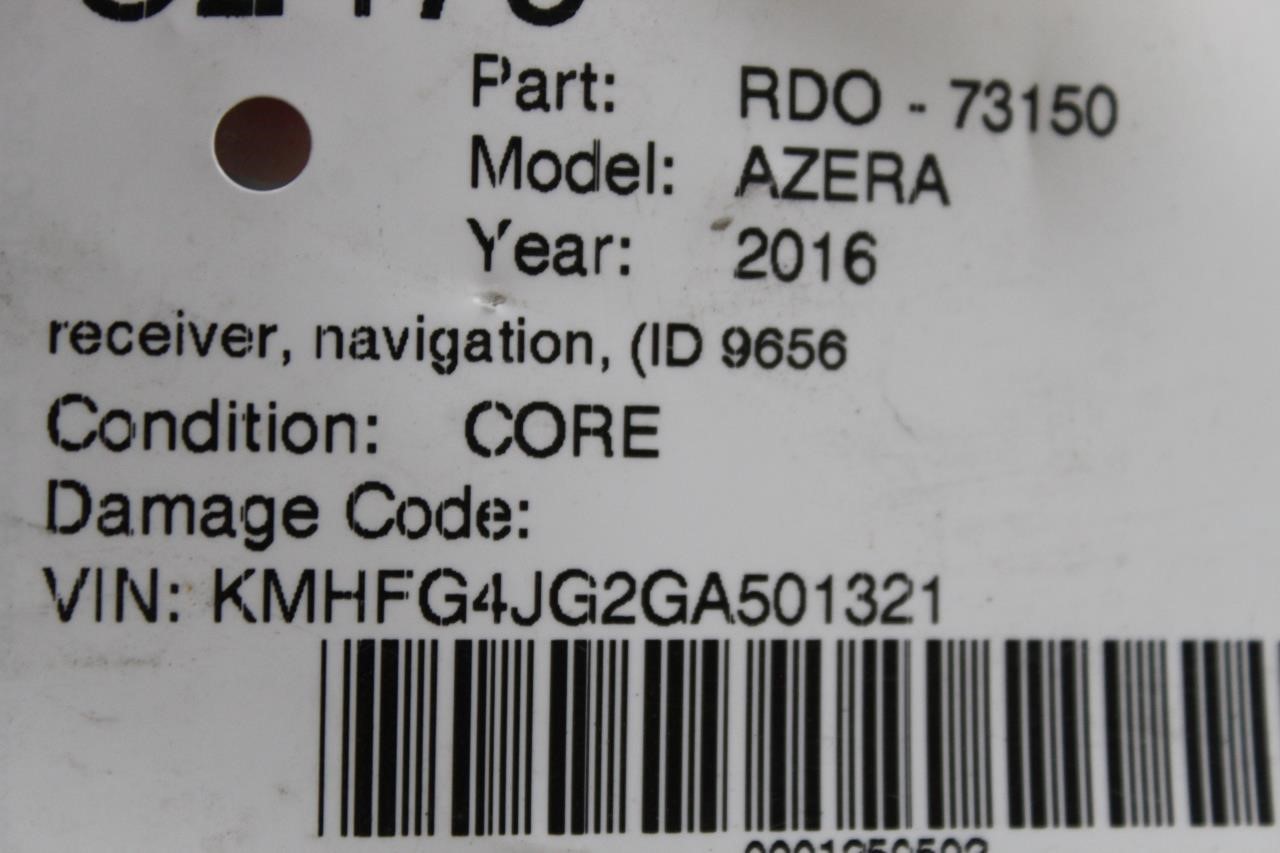 Part: RDO - 73150
Model: AZERA
Year: 2016
receiver, navigation, (ID 9656
Condition: CORE
Damage Code:
VIN: KMHFG4JG2GA501321